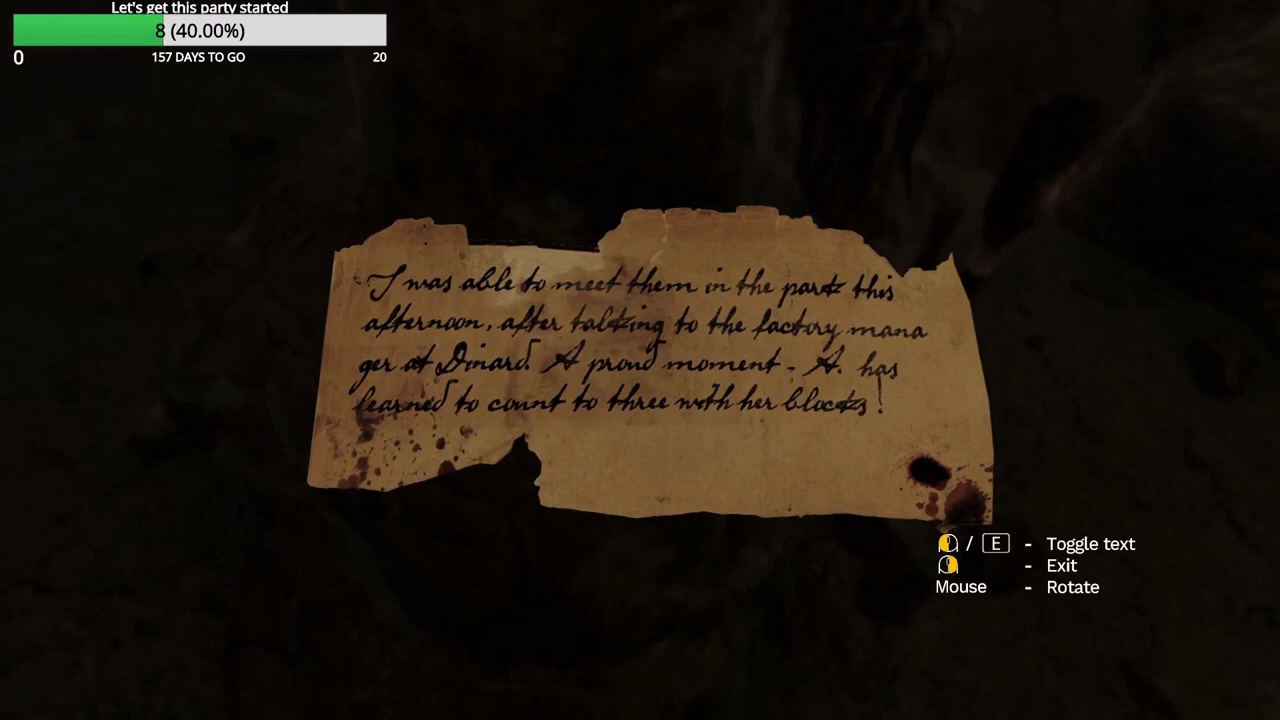 Let's get this party started
8 (40.00%)
0
157 DAYS TO GO
20
I was able to meet them in the park this
afternoon, after talking to the factory mana
ger at Dinard. A proud moment - A. has
learned to count to three with her blocks!
/ E - Toggle text
- Exit
Mouse - Rotate